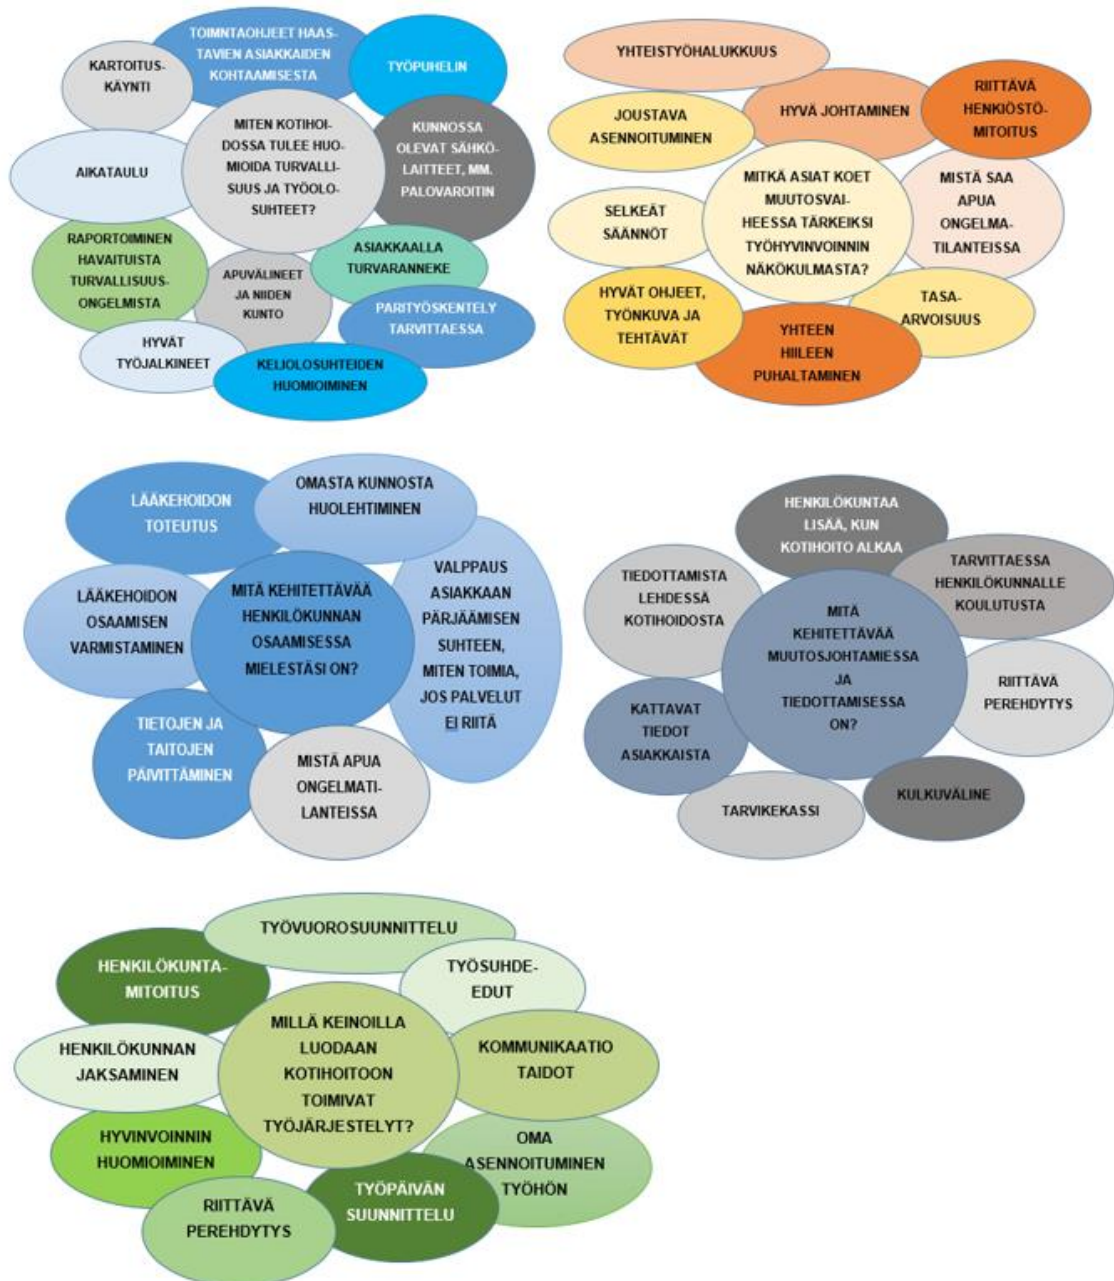 TOIMNTAOHJEET HAAS-
TAVIEN ASIAKKAIDEN
KOHTAAMISESTA
KARTOITUS-
KÄYNTI
TYÖPUHELIN
MITEN KOTIHOI-
DOSSA TULEE HUO-
MIOIDA TURVALLI-
SUUS JA TYÖOLO-
SUHTEET?
KUNNOSSA
OLEVAT SÄHKÖ-
LAITTEET, MM.
PALOVAROITIN
AIKATAULU
RAPORTOIMINEN
HAVAITUISTA
TURVALLISUUS-
ONGELMISTA
APUVÄLINEET
JA NIIDEN
KUNTO
ASIAKKAALLA
TURVARANNEKE
PARITYÖSKENTELY
TARVITTAESSA
HYVÄT
TYÖJALKINEET
KELIOLOSUHTEIDEN
HUOMIOIMINEN
YHTEISTYÖHALUKKUUS
JOUSTAVA
ASENNOITUMINEN
HYVÄ JOHTAMINEN
RIITTÄVÄ
HENKIÖSTÖ-
MITOITUS
MITKÄ ASIAT KOET
MUUTOSVAI-
HEESSA TÄRKEIKSI
TYÖHYVINVOINNIN
NÄKÖKULMASTA?
MISTÄ SAA
APUA
ONGELMA-
TILANTEISSA
SELKEÄT
SÄÄNNÖT
HYVÄT OHJEET,
TYÖNKUVA JA
TEHTÄVÄT
YHTEEN
HIILEEN
PUHALTAMINEN
TASA-
ARVOISUUS
LÄÄKEHOIDON
TOTEUTUS
OMASTA KUNNOSTA
HUOLEHTIMINEN
LÄÄKEHOIDON
OSAAMISEN
VARMISTAMINEN
MITÄ KEHITETTÄVÄÄ
HENKILÖKUNNAN
OSAAMISESSA
MIELESTÄSI ON?
VALPPAUS
ASIAKKAAN
PÄRJÄÄMISEN
SUHTEEN,
MITEN TOIMIA,
JOS PALVELUT
EI RIITÄ
TIETOJEN JA
TAITOJEN
PÄIVITTÄMINEN
MISTÄ APUA
ONGELMATI-
LANTEISSA
HENKILÖKUNTAA
LISÄÄ, KUN
KOTIHOITO ALKAA
TIEDOTTAMISTA
LEHDESSÄ
KOTIHOIDOSTA
TARVITTAESSA
HENKILÖKUNNALLE
KOULUTUSTA
MITÄ
KEHITETTÄVÄÄ
MUUTOSJOHTAMIESSA
JA
TIEDOTTAMISESSA
ON?
RIITTÄVÄ
PEREHDYTYS
KATTAVAT
TIEDOT
ASIAKKAISTA
TARVIKEKASSI
KULKUVÄLINE
TYÖVUOROSUUNNITTELU
HENKILÖKUNTA-
MITOITUS
TYÖSUHDE-
EDUT
MILLÄ KEINOILLA
LUODAAN
KOTIHOITOON
TOIMIVAT
TYÖJÄRJESTELYT?
HENKILÖKUNNAN
JAKSAMINEN
KOMMUNIKAATIO
TAIDOT
HYVINVOINNIN
HUOMIOIMINEN
OMA
ASENNOITUMINEN
TYÖHÖN
TYÖPÄIVÄN
SUUNNITTELU
RIITTÄVÄ
PEREHDYTYS